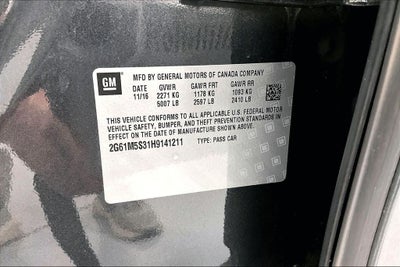 GM
MFD BY GENERAL MOTORS OF CANADA COMPANY
DATE GVWR GAWR FRT GAWR RR
11/16 2271 KG 1178 KG 1093 KG
5007 LB 2597 LB 2410 LB
THIS VEHICLE CONFORMS TO ALL APPLICABLE U.S. FEDERAL MOTOR
VEHICLE SAFETY, BUMPER, AND THEFT PREVENTION STANDARDS IN
EFFECT ON THE DATE OF MANUFACTURE SHOWN ABOVE.
2G61M5S31H9141211 TYPE: PASS CAR